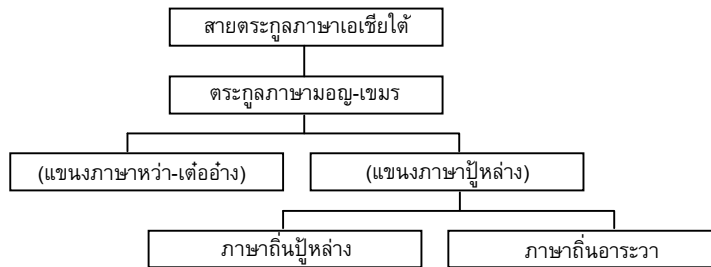 สายตระกูลภาษาเอเชียใต้
ตระกูลภาษามอญ-เขมร
(แขนงภาษาหว่า-เต๋ออ๋าง)
(แขนงภาษาปู้หล่าง)
ภาษาถิ่นปู้หล่าง
ภาษาถิ่นอาระวา